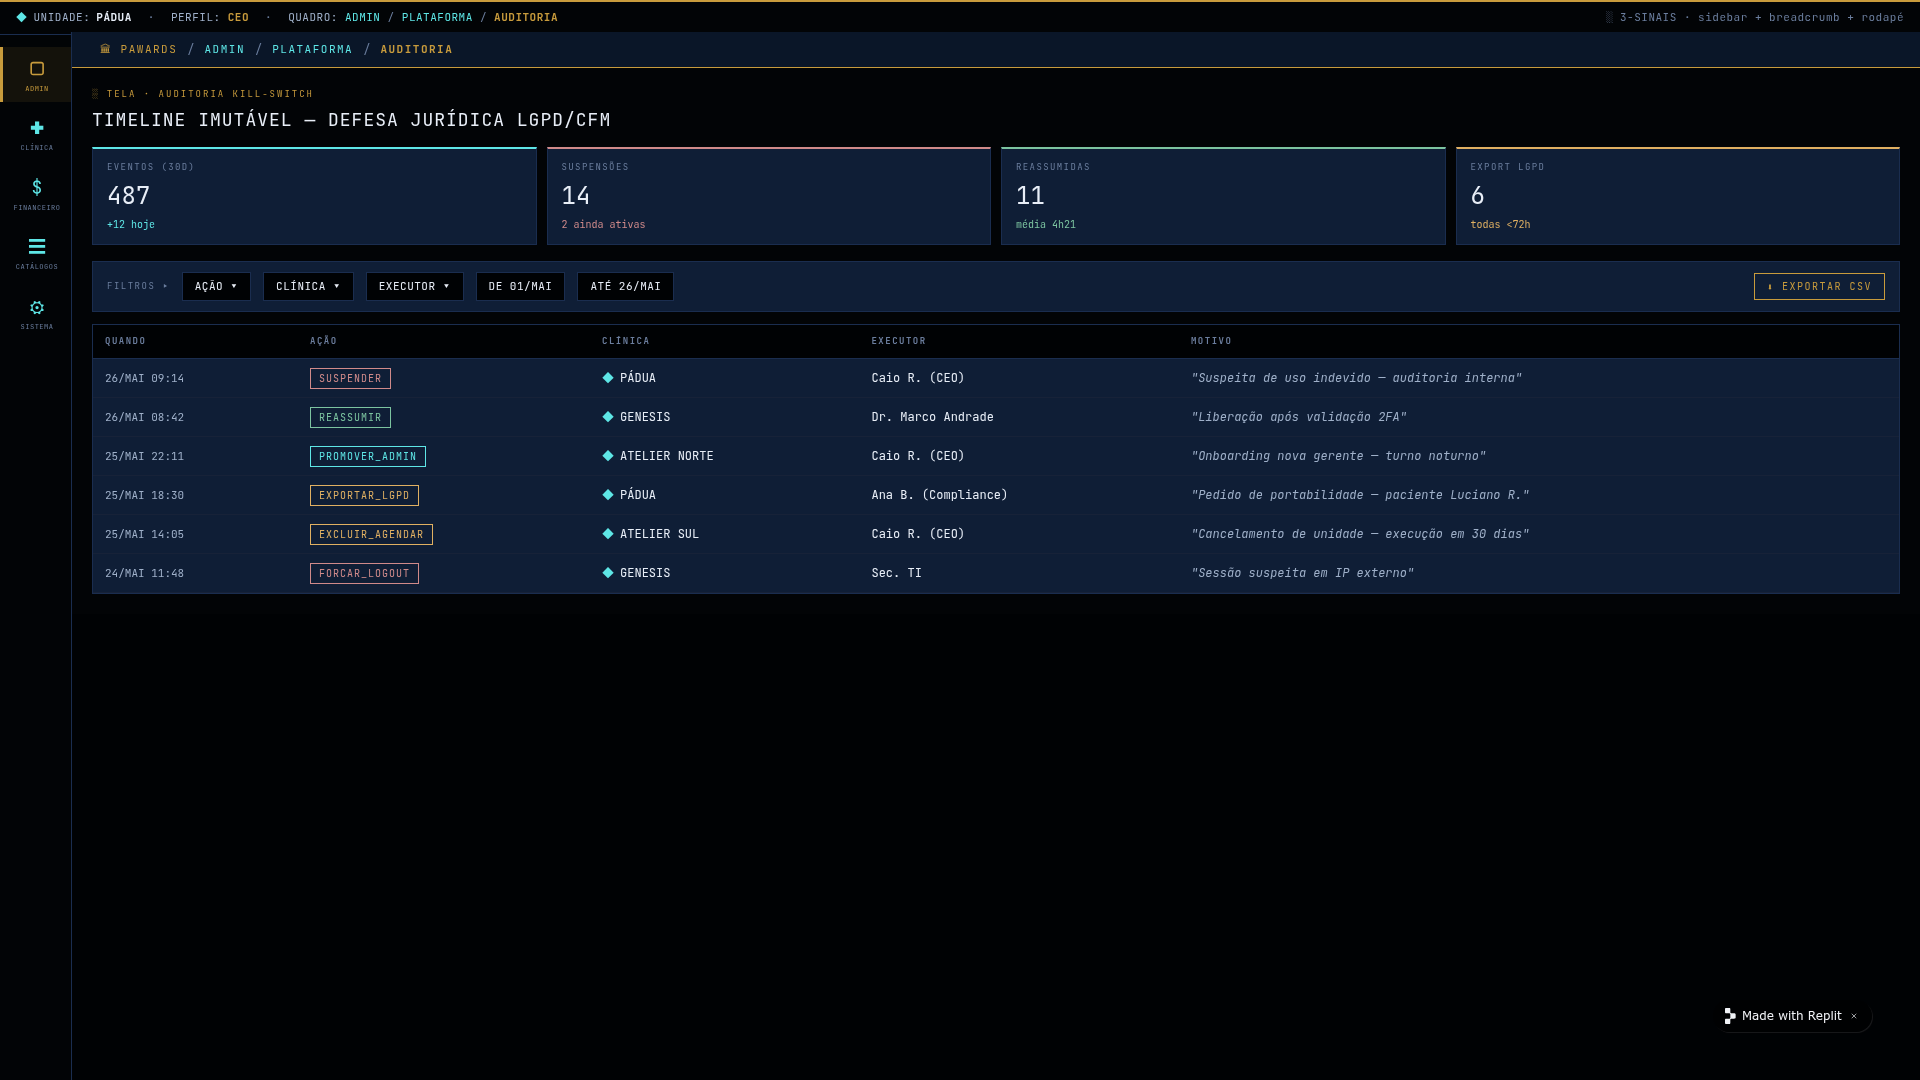 ◆ UNIDADE: PÁDUA · PERFIL: CEO · QUADRO: ADMIN / PLATAFORMA / AUDITORIA
░ 3-SINAIS · sidebar + breadcrumb + rodapé
🏛 PAWARDS / ADMIN / PLATAFORMA / AUDITORIA
ADMIN
CLÍNICA
$
FINANCEIRO
CATÁLOGOS
SISTEMA
░ TELA · AUDITORIA KILL-SWITCH
TIMELINE IMUTÁVEL — DEFESA JURÍDICA LGPD/CFM
EVENTOS (30D)
487
+12 hoje
SUSPENSÕES
14
2 ainda ativas
REASSUMIDAS
11
média 4h21
EXPORT LGPD
6
todas <72h
FILTROS ▸ AÇÃO ▾ CLÍNICA ▾ EXECUTOR ▾ DE 01/MAI ATÉ 26/MAI ⬇ EXPORTAR CSV
QUANDO AÇÃO CLÍNICA EXECUTOR MOTIVO
26/MAI 09:14 SUSPENDER ◆ PÁDUA Caio R. (CEO) "Suspeita de uso indevido — auditoria interna"
26/MAI 08:42 REASSUMIR ◆ GENESIS Dr. Marco Andrade "Liberação após validação 2FA"
25/MAI 22:11 PROMOVER_ADMIN ◆ ATELIER NORTE Caio R. (CEO) "Onboarding nova gerente — turno noturno"
25/MAI 18:30 EXPORTAR_LGPD ◆ PÁDUA Ana B. (Compliance) "Pedido de portabilidade — paciente Luciano R."
25/MAI 14:05 EXCLUIR_AGENDAR ◆ ATELIER SUL Caio R. (CEO) "Cancelamento de unidade — execução em 30 dias"
24/MAI 11:48 FORCAR_LOGOUT ◆ GENESIS Sec. TI "Sessão suspeita em IP externo"
Made with Replit ×